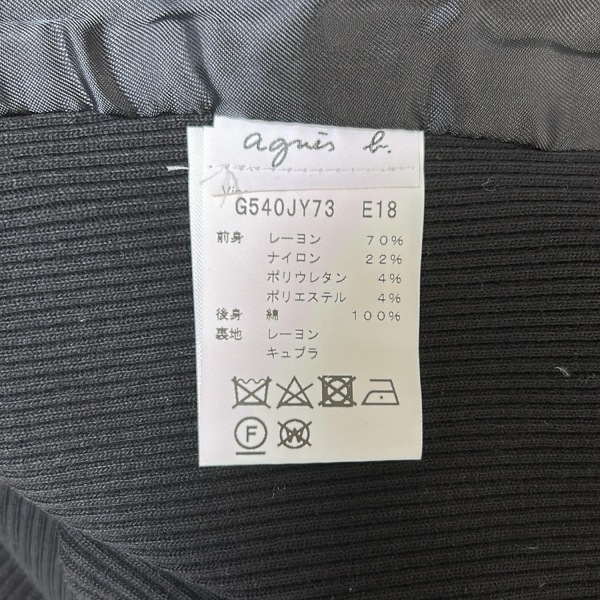 agnès b.
G540JY73 E18
前身 レーヨン 70%
ナイロン 22%
ポリウレタン 4%
ポリエステル 4%
後身 綿 100%
裏地 レーヨン
キュプラ
F
W